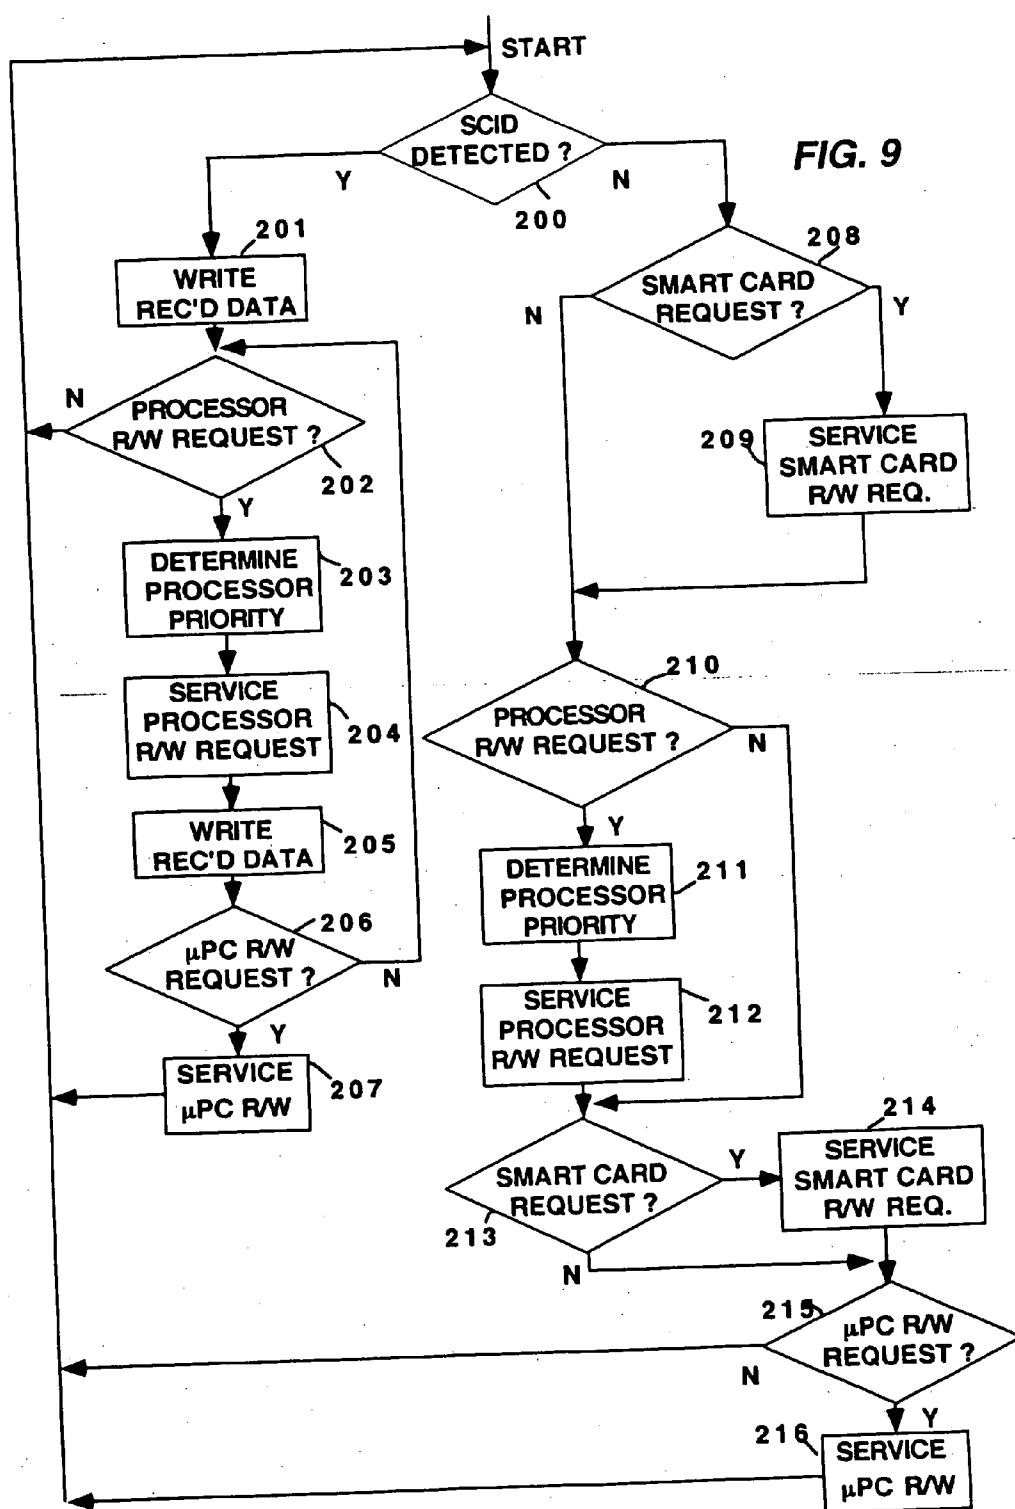 START
SCID
DETECTED ?
FIG. 9
Y
N
200
201
WRITE
REC'D DATA
208
SMART CARD
REQUEST ?
N
Y
N
PROCESSOR
R/W REQUEST ?
202
Y
209
SERVICE
SMART CARD
R/W REQ.
DETERMINE
PROCESSOR
PRIORITY
203
SERVICE
PROCESSOR
R/W REQUEST
204
210
PROCESSOR
R/W REQUEST ?
N
Y
WRITE
REC'D DATA
205
DETERMINE
PROCESSOR
PRIORITY
211
206
µPC R/W
REQUEST ?
N
Y
SERVICE
PROCESSOR
R/W REQUEST
212
SERVICE
µPC R/W
207
214
SMART CARD
REQUEST ?
Y
213
N
SERVICE
SMART CARD
R/W REQ.
215
µPC R/W
REQUEST ?
N
Y
216
SERVICE
µPC R/W